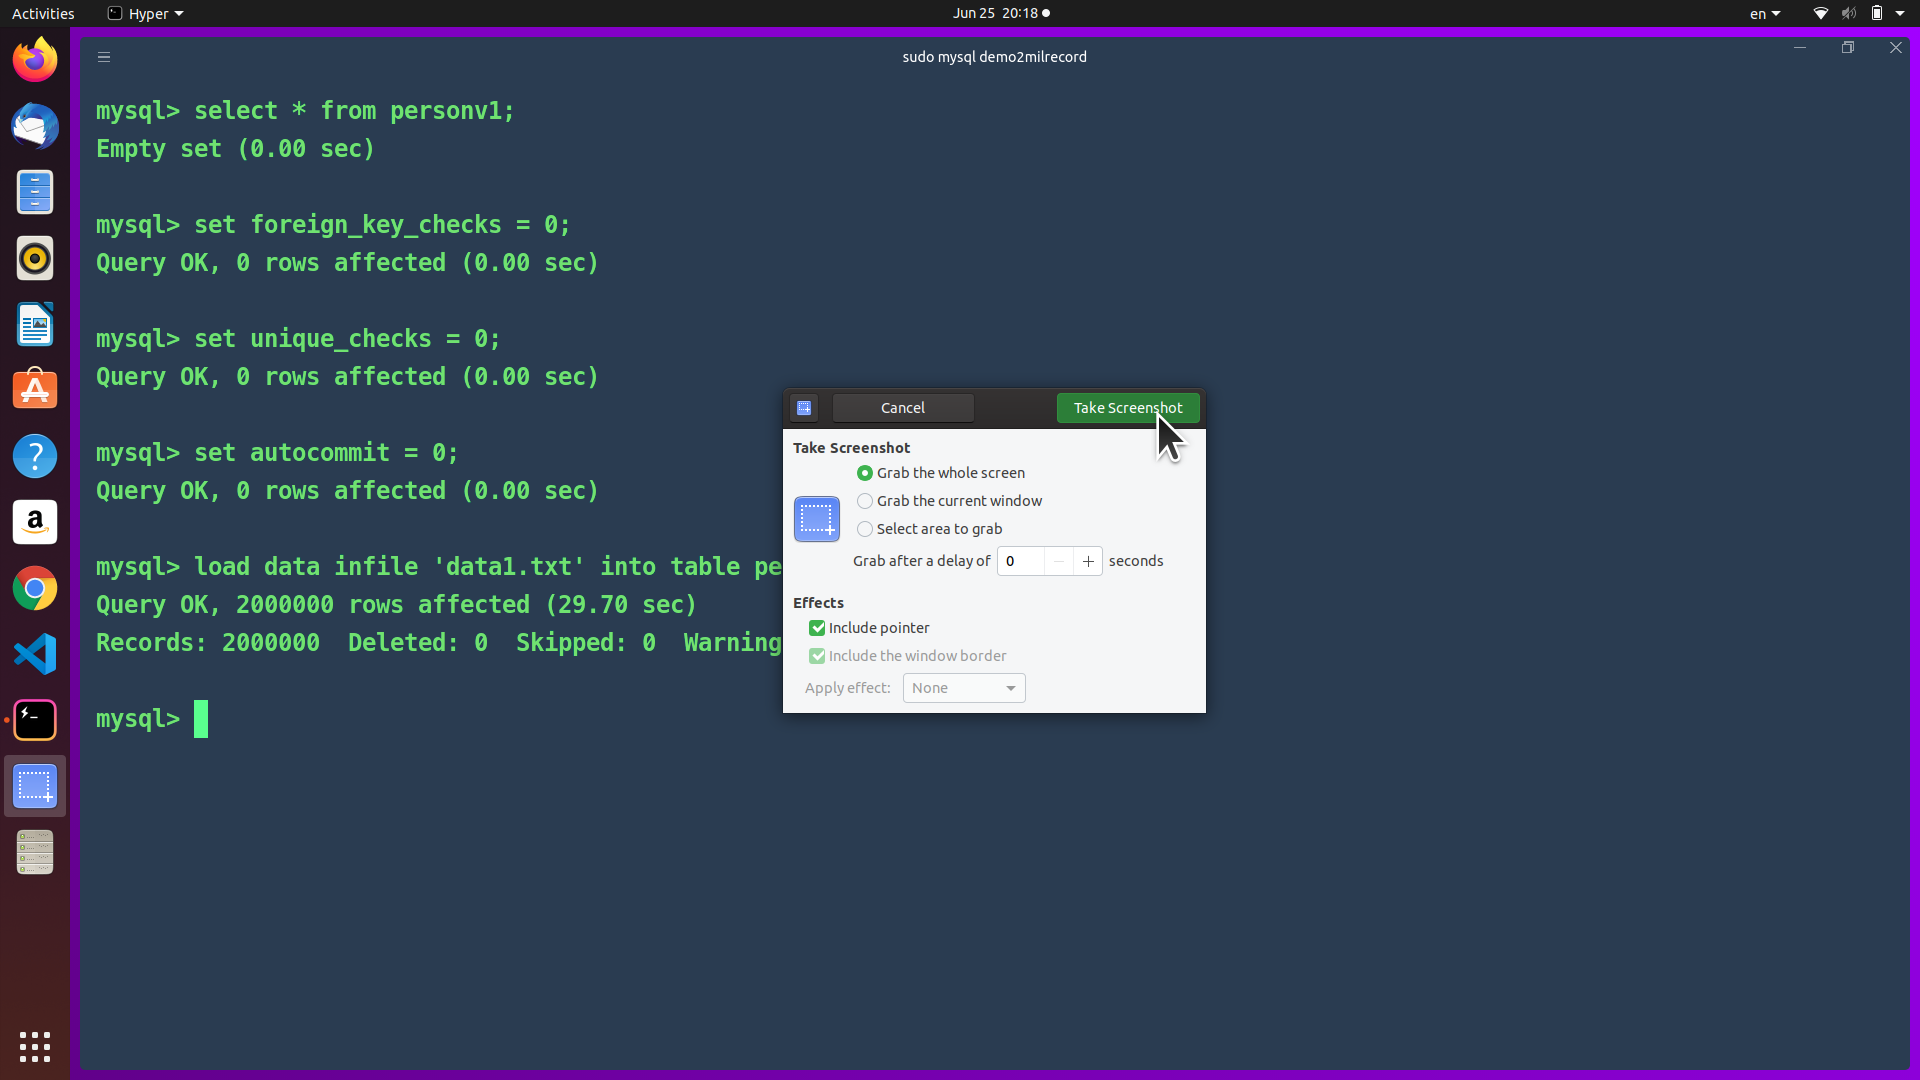 Activities
Hyper
Jun 25 20:18
en
sudo mysql demo2milrecord
mysql> select * from personv1;
Empty set (0.00 sec)
mysql> set foreign_key_checks = 0;
Query OK, 0 rows affected (0.00 sec)
mysql> set unique_checks = 0;
Query OK, 0 rows affected (0.00 sec)
mysql> set autocommit = 0;
Query OK, 0 rows affected (0.00 sec)
mysql> load data infile 'data1.txt' into table pe
Query OK, 2000000 rows affected (29.70 sec)
Records: 2000000 Deleted: 0 Skipped: 0 Warning
mysql>
Cancel
Take Screenshot
Take Screenshot
Grab the whole screen
Grab the current window
Select area to grab
Grab after a delay of 0 seconds
Effects
Include pointer
Include the window border
Apply effect: None